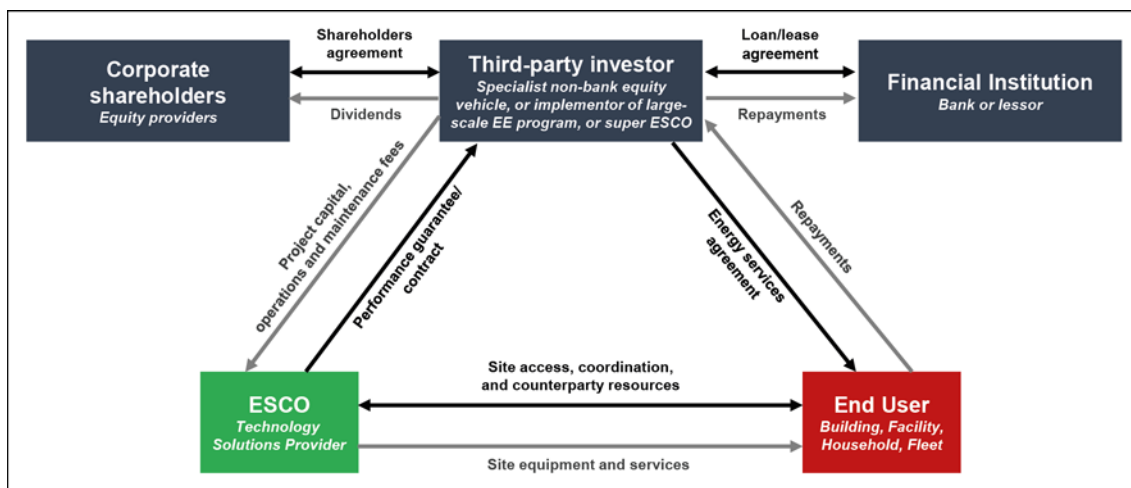 Shareholders
agreement
Loan/lease
agreement
Corporate
shareholders
Equity providers
Third-party investor
Specialist non-bank equity
vehicle, or implementor of large-
scale EE program, or super ESCO
Financial Institution
Bank or lessor
Dividends
Repayments
Project capital,
operations and maintenance fees
Performance guarantee/
contract
Energy services
agreement
Repayments
Site access, coordination,
and counterparty resources
ESCO
Technology
Solutions Provider
End User
Building, Facility,
Household, Fleet
Site equipment and services